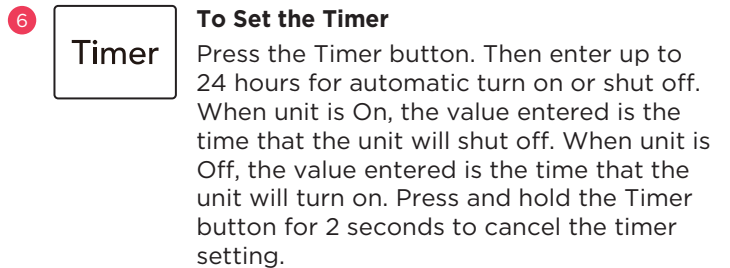 6
Timer
To Set the Timer
Press the Timer button. Then enter up to
24 hours for automatic turn on or shut off.
When unit is On, the value entered is the
time that the unit will shut off. When unit is
Off, the value entered is the time that the
unit will turn on. Press and hold the Timer
button for 2 seconds to cancel the timer
setting.